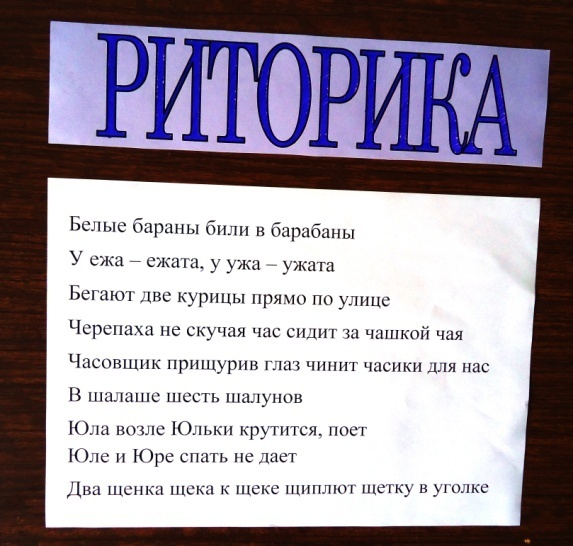 РИТОРИКА
Белые бараны били в барабаны
У ежа – ежата, у ужа – ужата
Бегают две курицы прямо по улице
Черепаха не скучая час сидит за чашкой чая
Часовщик прищурив глаз чинит часики для нас
В шалаше шесть шалунов
Юла возле Юльки крутится, поет
Юле и Юре спать не дает
Два щенка щека к щеке щиплют щетку в уголке